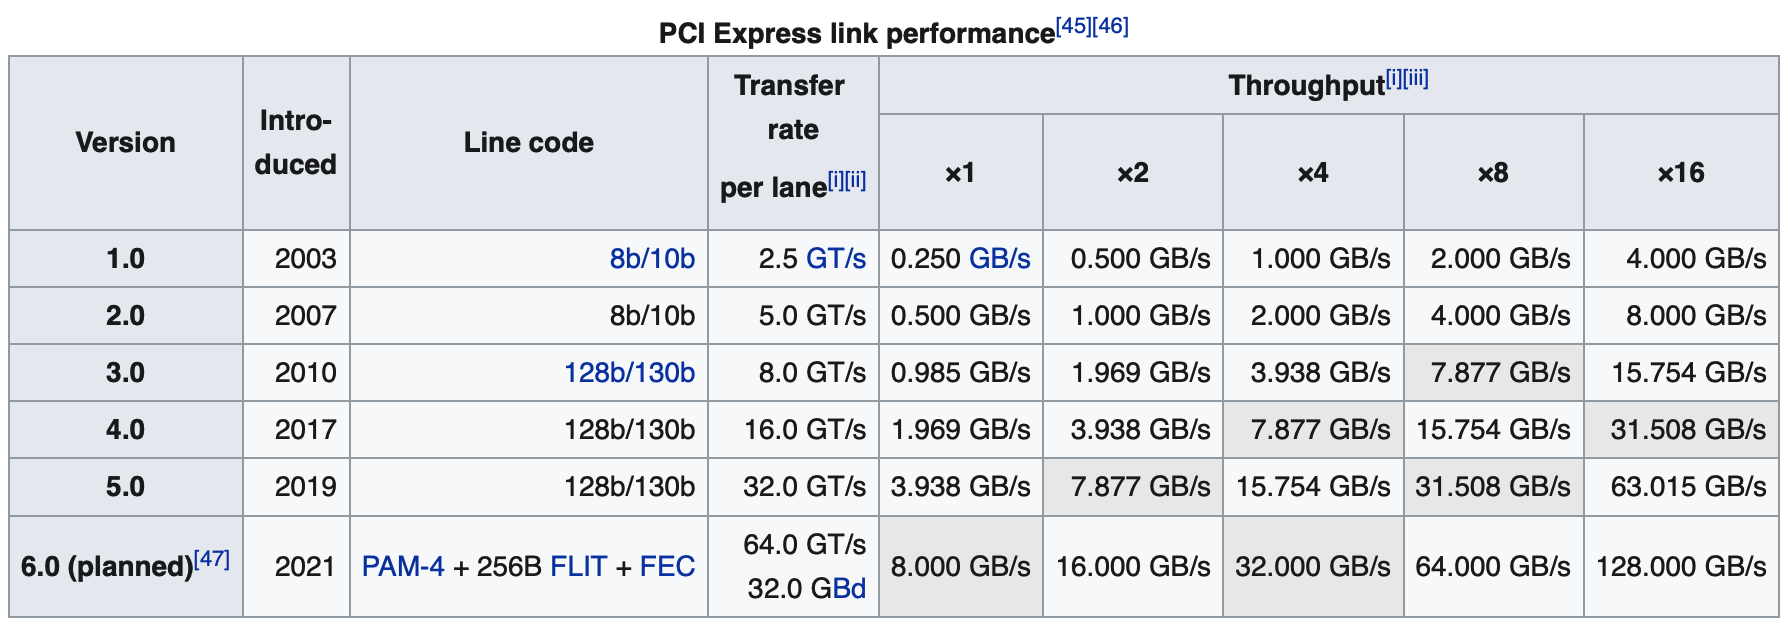 PCI Express link performance[45][46]
Version
Intro-
duced
Line code
Transfer
rate
per lane[i][ii]
Throughput[i][iii]
×1 ×2 ×4 ×8 ×16
1.0 2003 8b/10b 2.5 GT/s 0.250 GB/s 0.500 GB/s 1.000 GB/s 2.000 GB/s 4.000 GB/s
2.0 2007 8b/10b 5.0 GT/s 0.500 GB/s 1.000 GB/s 2.000 GB/s 4.000 GB/s 8.000 GB/s
3.0 2010 128b/130b 8.0 GT/s 0.985 GB/s 1.969 GB/s 3.938 GB/s 7.877 GB/s 15.754 GB/s
4.0 2017 128b/130b 16.0 GT/s 1.969 GB/s 3.938 GB/s 7.877 GB/s 15.754 GB/s 31.508 GB/s
5.0 2019 128b/130b 32.0 GT/s 3.938 GB/s 7.877 GB/s 15.754 GB/s 31.508 GB/s 63.015 GB/s
6.0 (planned)[47] 2021 PAM-4 + 256B FLIT + FEC
64.0 GT/s
32.0 GBd
8.000 GB/s 16.000 GB/s 32.000 GB/s 64.000 GB/s 128.000 GB/s